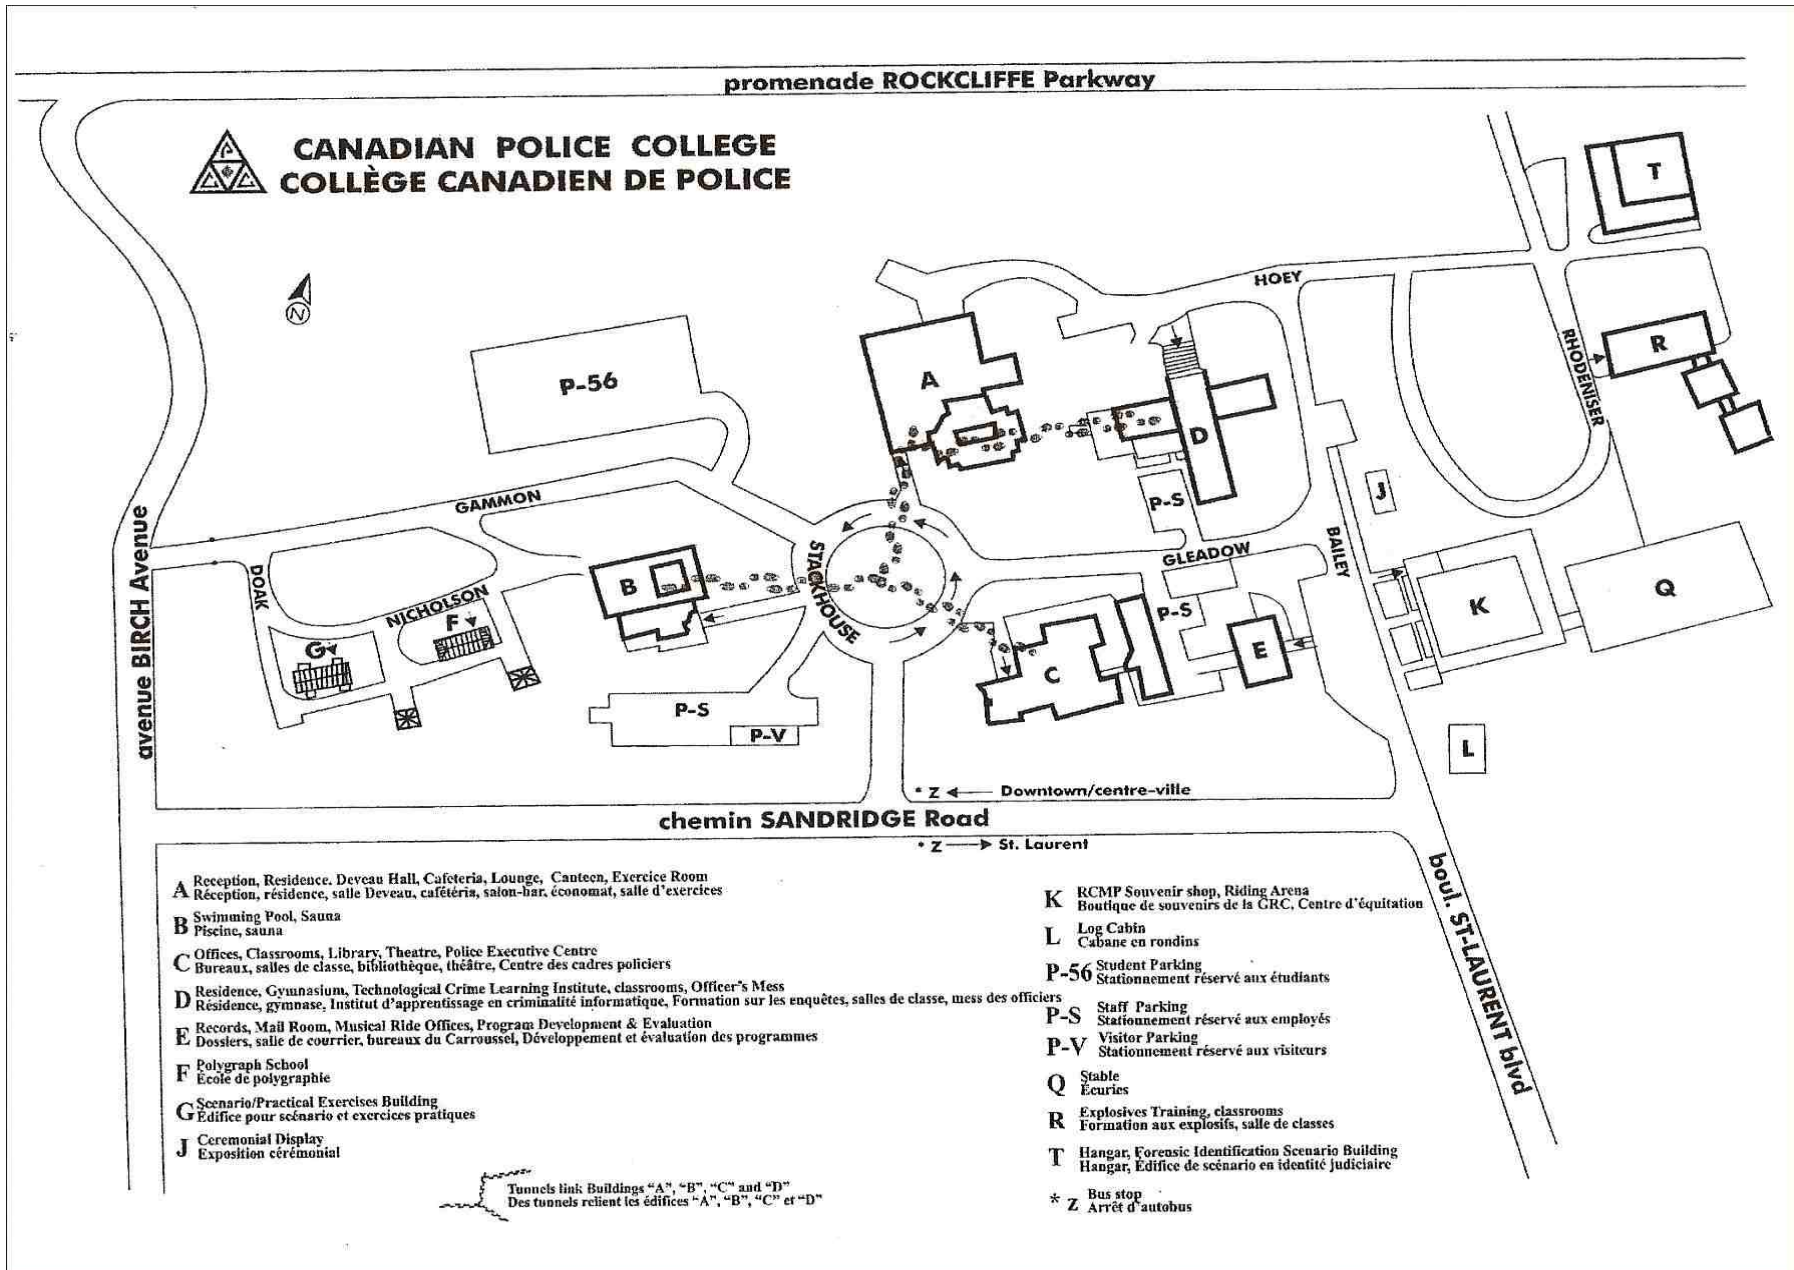 promenade ROCKCLIFFE Parkway
CANADIAN POLICE COLLEGE
COLLÈGE CANADIEN DE POLICE
N
T
HOEY
RHODENISER
R
P-56
A
D
GAMMON
P-S
J
avenue BIRCH Avenue
DOAK
NICHOLSON
B
STACKHOUSE
GLEADOW
BAILEY
Q
K
F
G
P-S
E
C
P-S
P-V
L
* Z Downtown/centre-ville
chemin SANDRIDGE Road
* Z St. Laurent
boul. ST-LAURENT blvd
A Reception, Residence. Deveau Hall, Cafeteria, Lounge, Canteen, Exercice Room
Réception, résidence, salle Deveau, cafétéria, salon-bar, économat, salle d'exercices
B Swimming Pool, Sauna
Piscine, sauna
C Offices, Classrooms, Library, Theatre, Police Executive Centre
Bureaux, salles de classe, bibliothèque, théâtre, Centre des cadres policiers
D Residence, Gymnasium, Technological Crime Learning Institute, classrooms, Officer's Mess
Résidence, gymnase, Institut d'apprentissage en criminalité informatique, Formation sur les enquêtes, salles de classe, mess des officiers
E Records, Mail Room, Musical Ride Offices, Program Development & Evaluation
Dossiers, salle de courrier, bureaux du Carroussel, Développement et évaluation des programmes
F Polygraph School
École de polygraphie
G Scenario/Practical Exercises Building
Édifice pour scénario et exercices pratiques
J Ceremonial Display
Exposition cérémonial
K RCMP Souvenir shop, Riding Arena
Boutique de souvenirs de la GRC, Centre d'équitation
L Log Cabin
Cabane en rondins
P-56 Student Parking
Stationnement réservé aux étudiants
P-S Staff Parking
Stationnement réservé aux employés
P-V Visitor Parking
Stationnement réservé aux visiteurs
Q Stable
Écuries
R Explosives Training, classrooms
Formation aux explosifs, salle de classes
T Hangar, Forensic Identification Scenario Building
Hangar, Édifice de scénario en identité judiciaire
* Z Bus stop
Arrêt d'autobus
Tunnels link Buildings "A", "B", "C" and "D"
Des tunnels relient les édifices "A", "B", "C" et "D"